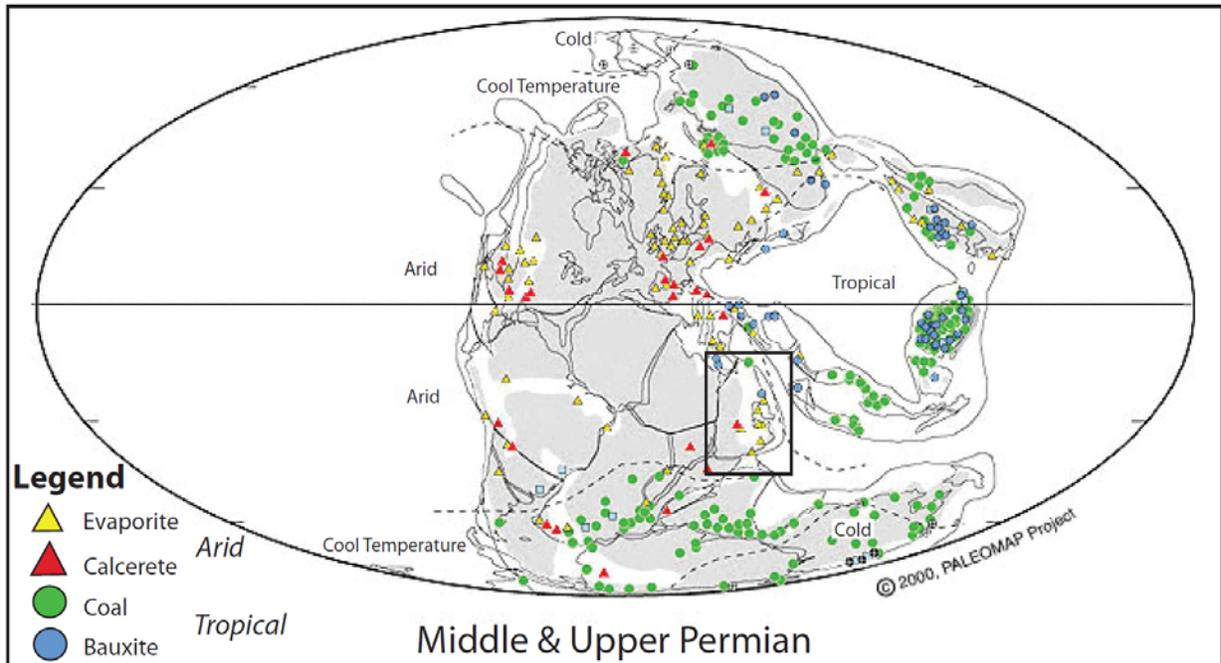 Cold
Cool Temperature
Arid
Tropical
Arid
Legend
Evaporite
Arid
Calcerete
Cool Temperature
Cold
Coal
Tropical
Bauxite
© 2000, PALEOMAP Project
Middle & Upper Permian